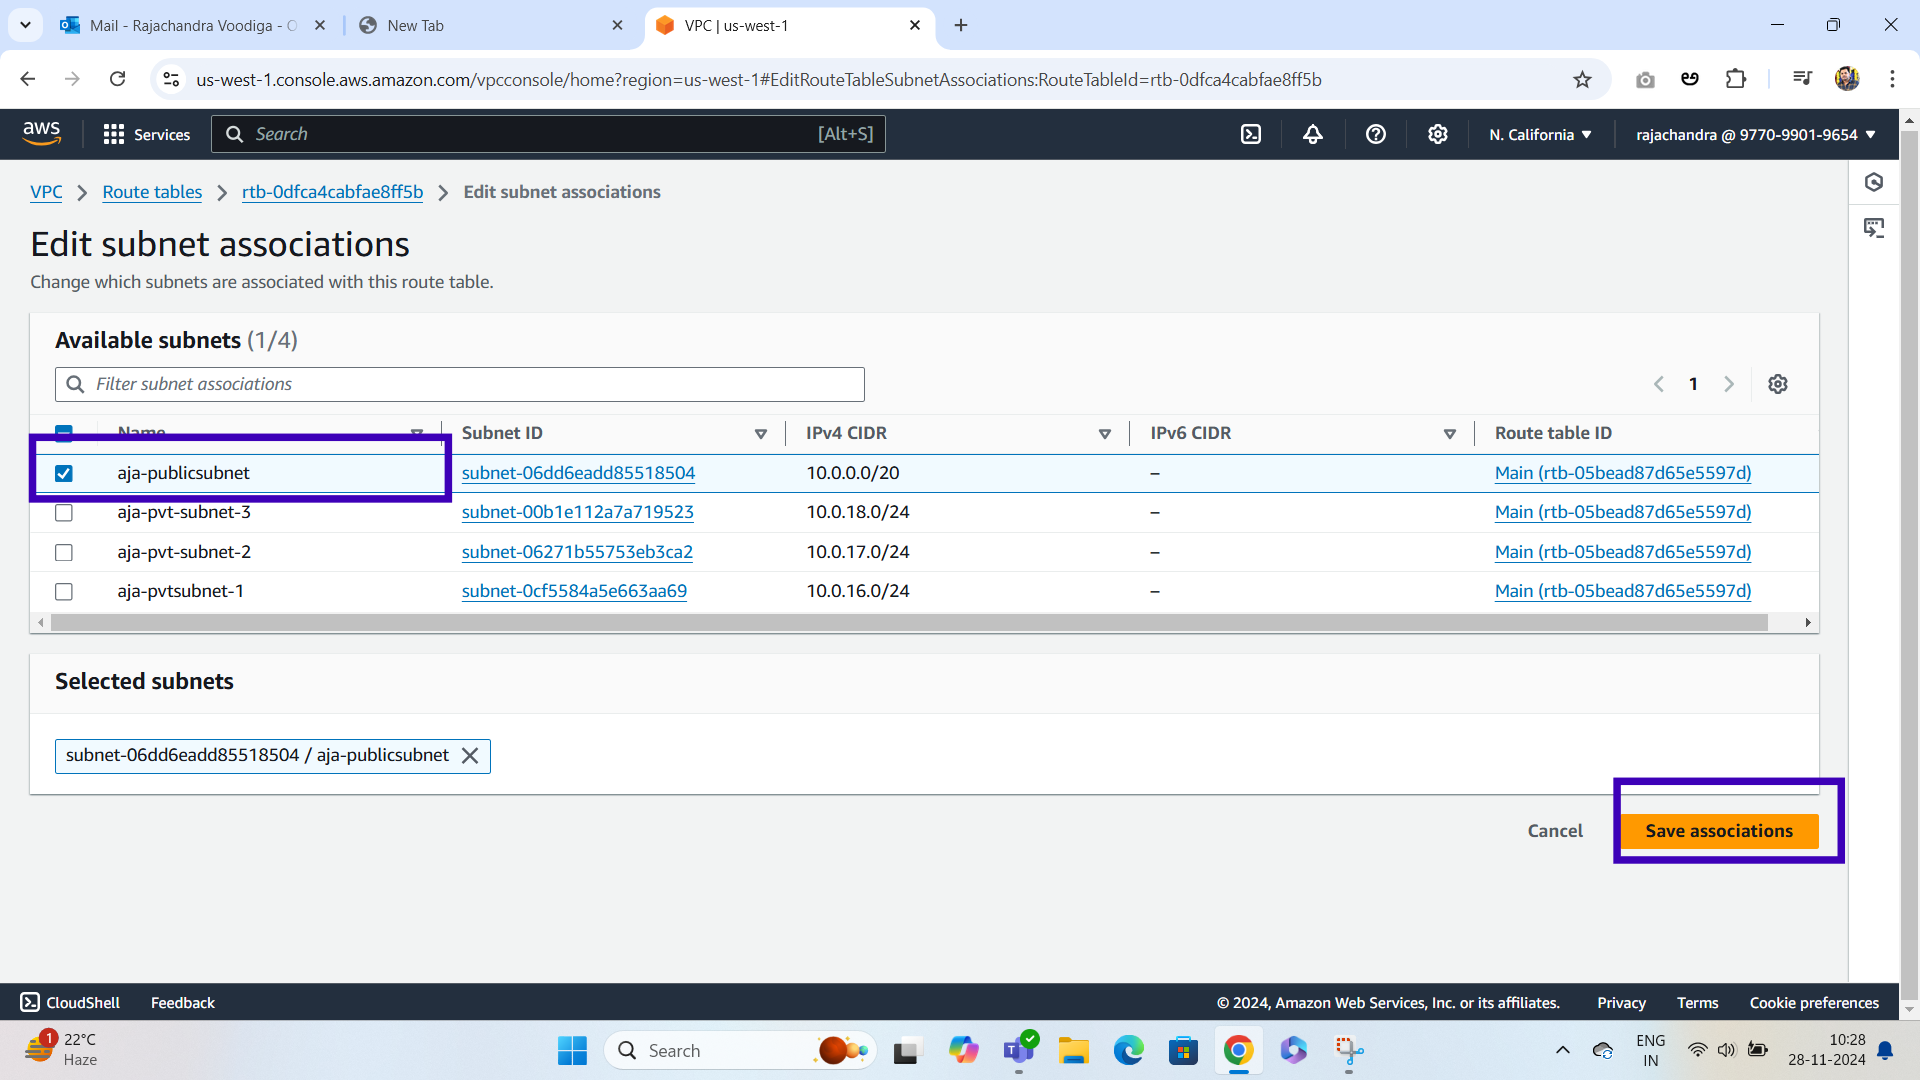 Mail - Rajachandra Voodiga - O
New Tab
VPC | us-west-1
us-west-1.console.aws.amazon.com/vpcconsole/home?region=us-west-1#EditRouteTableSubnetAssociations:RouteTableId=rtb-0dfca4cabfae8ff5b
aws Services Search [Alt+S] N. California rajachandra @ 9770-9901-9654
VPC Route tables rtb-0dfca4cabfae8ff5b Edit subnet associations
Edit subnet associations
Change which subnets are associated with this route table.
Available subnets (1/4)
Filter subnet associations 1
Name Subnet ID IPv4 CIDR IPv6 CIDR Route table ID
aja-publicsubnet subnet-06dd6eadd85518504 10.0.0.0/20 – Main (rtb-05bead87d65e5597d)
aja-pvt-subnet-3 subnet-00b1e112a7a719523 10.0.18.0/24 – Main (rtb-05bead87d65e5597d)
aja-pvt-subnet-2 subnet-06271b55753eb3ca2 10.0.17.0/24 – Main (rtb-05bead87d65e5597d)
aja-pvtsubnet-1 subnet-0cf5584a5e663aa69 10.0.16.0/24 – Main (rtb-05bead87d65e5597d)
Selected subnets
subnet-06dd6eadd85518504 / aja-publicsubnet
Cancel Save associations
CloudShell Feedback © 2024, Amazon Web Services, Inc. or its affiliates. Privacy Terms Cookie preferences
1 22°C Search ENG 10:28
Haze IN 28-11-2024